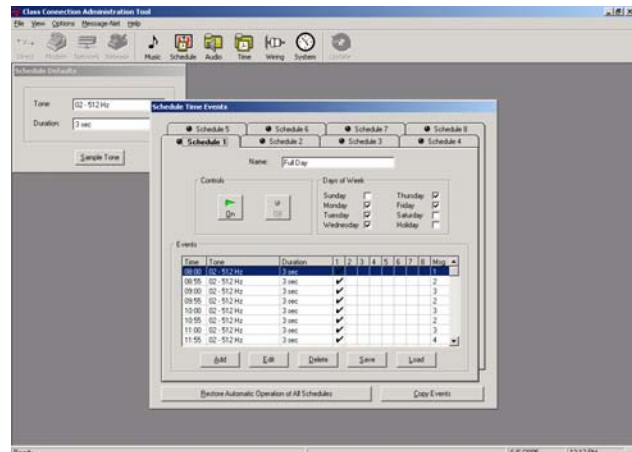 Class Connection Administration Tool
File View Options Message-Net Help
Direct Modem Network Retrieve Music Schedule Audio Time Wiring System Update
Schedule Defaults
Tone: 02 - 512 Hz
Duration: 3 sec
Sample Tone
Schedule Time Events
Schedule 5 Schedule 6 Schedule 7 Schedule 8
Schedule 1 Schedule 2 Schedule 3 Schedule 4
Name: Full Day
Controls
On Off
Days of Week
Sunday Thursday
Monday Friday
Tuesday Saturday
Wednesday Holiday
Events
Time Tone Duration 1 2 3 4 5 6 7 8 Msg
08:00 02 - 512 Hz 3 sec 1
08:55 02 - 512 Hz 3 sec 2
09:00 02 - 512 Hz 3 sec 3
09:55 02 - 512 Hz 3 sec 2
10:00 02 - 512 Hz 3 sec 3
10:55 02 - 512 Hz 3 sec 2
11:00 02 - 512 Hz 3 sec 3
11:55 02 - 512 Hz 3 sec 4
Add Edit Delete Save Load
Restore Automatic Operation of All Schedules Copy Events